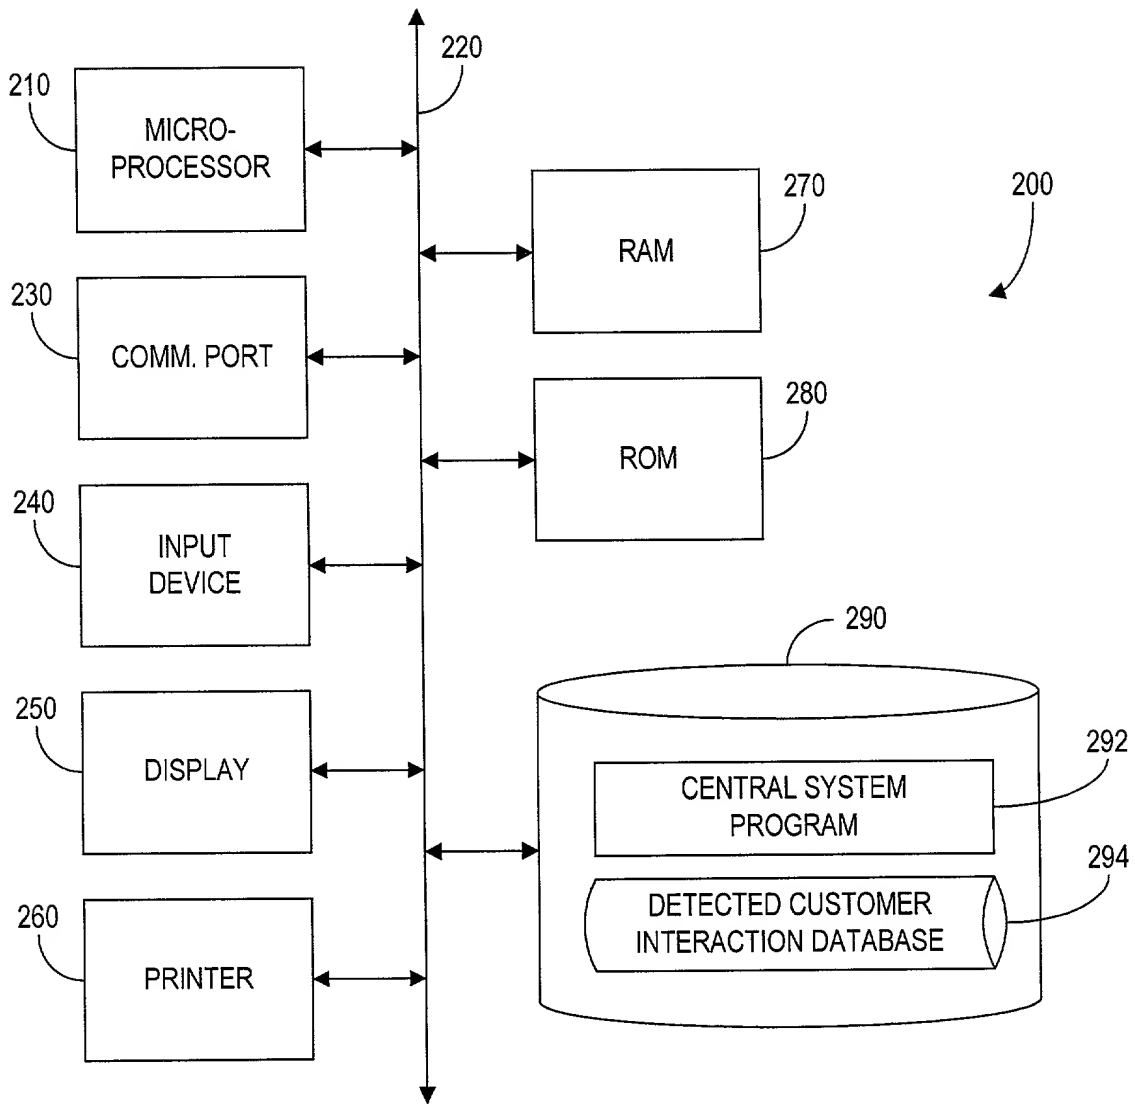 220
210
MICRO-
PROCESSOR
270
200
RAM
230
COMM. PORT
280
ROM
240
INPUT
DEVICE
290
250
DISPLAY
292
CENTRAL SYSTEM
PROGRAM
294
DETECTED CUSTOMER
INTERACTION DATABASE
260
PRINTER